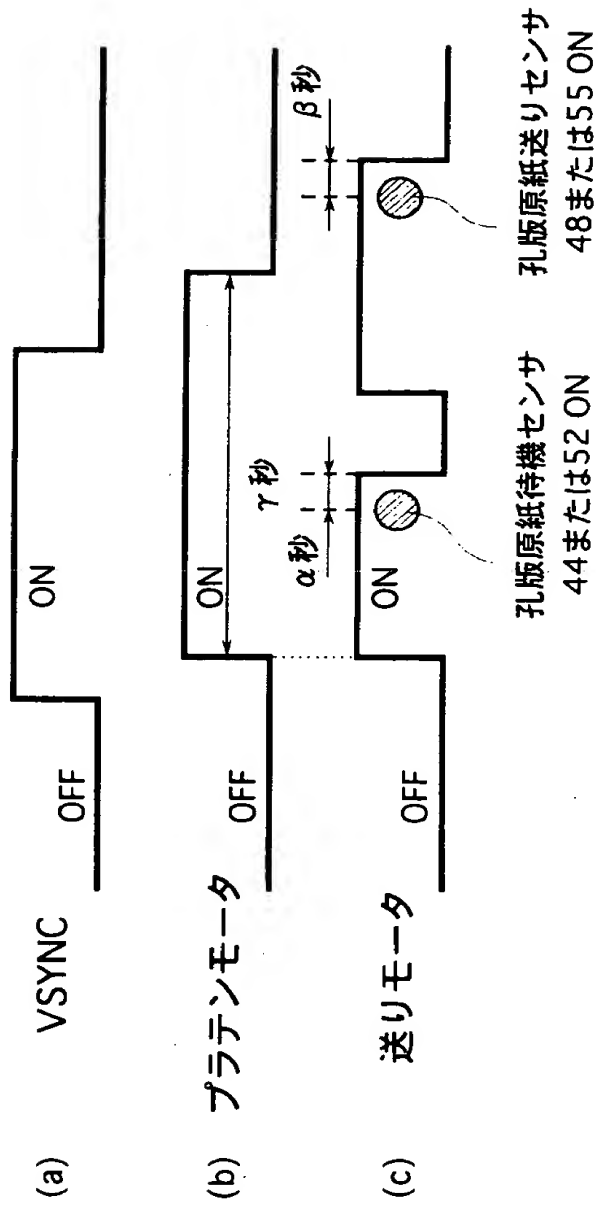 (a) VSYNC
OFF
ON
(b) プラテンモータ
OFF
ON
γ秒
(c) 送りモータ
OFF
ON
α秒
β秒
孔版原紙待機センサ
44または52 ON
孔版原紙送りセンサ
48または55 ON